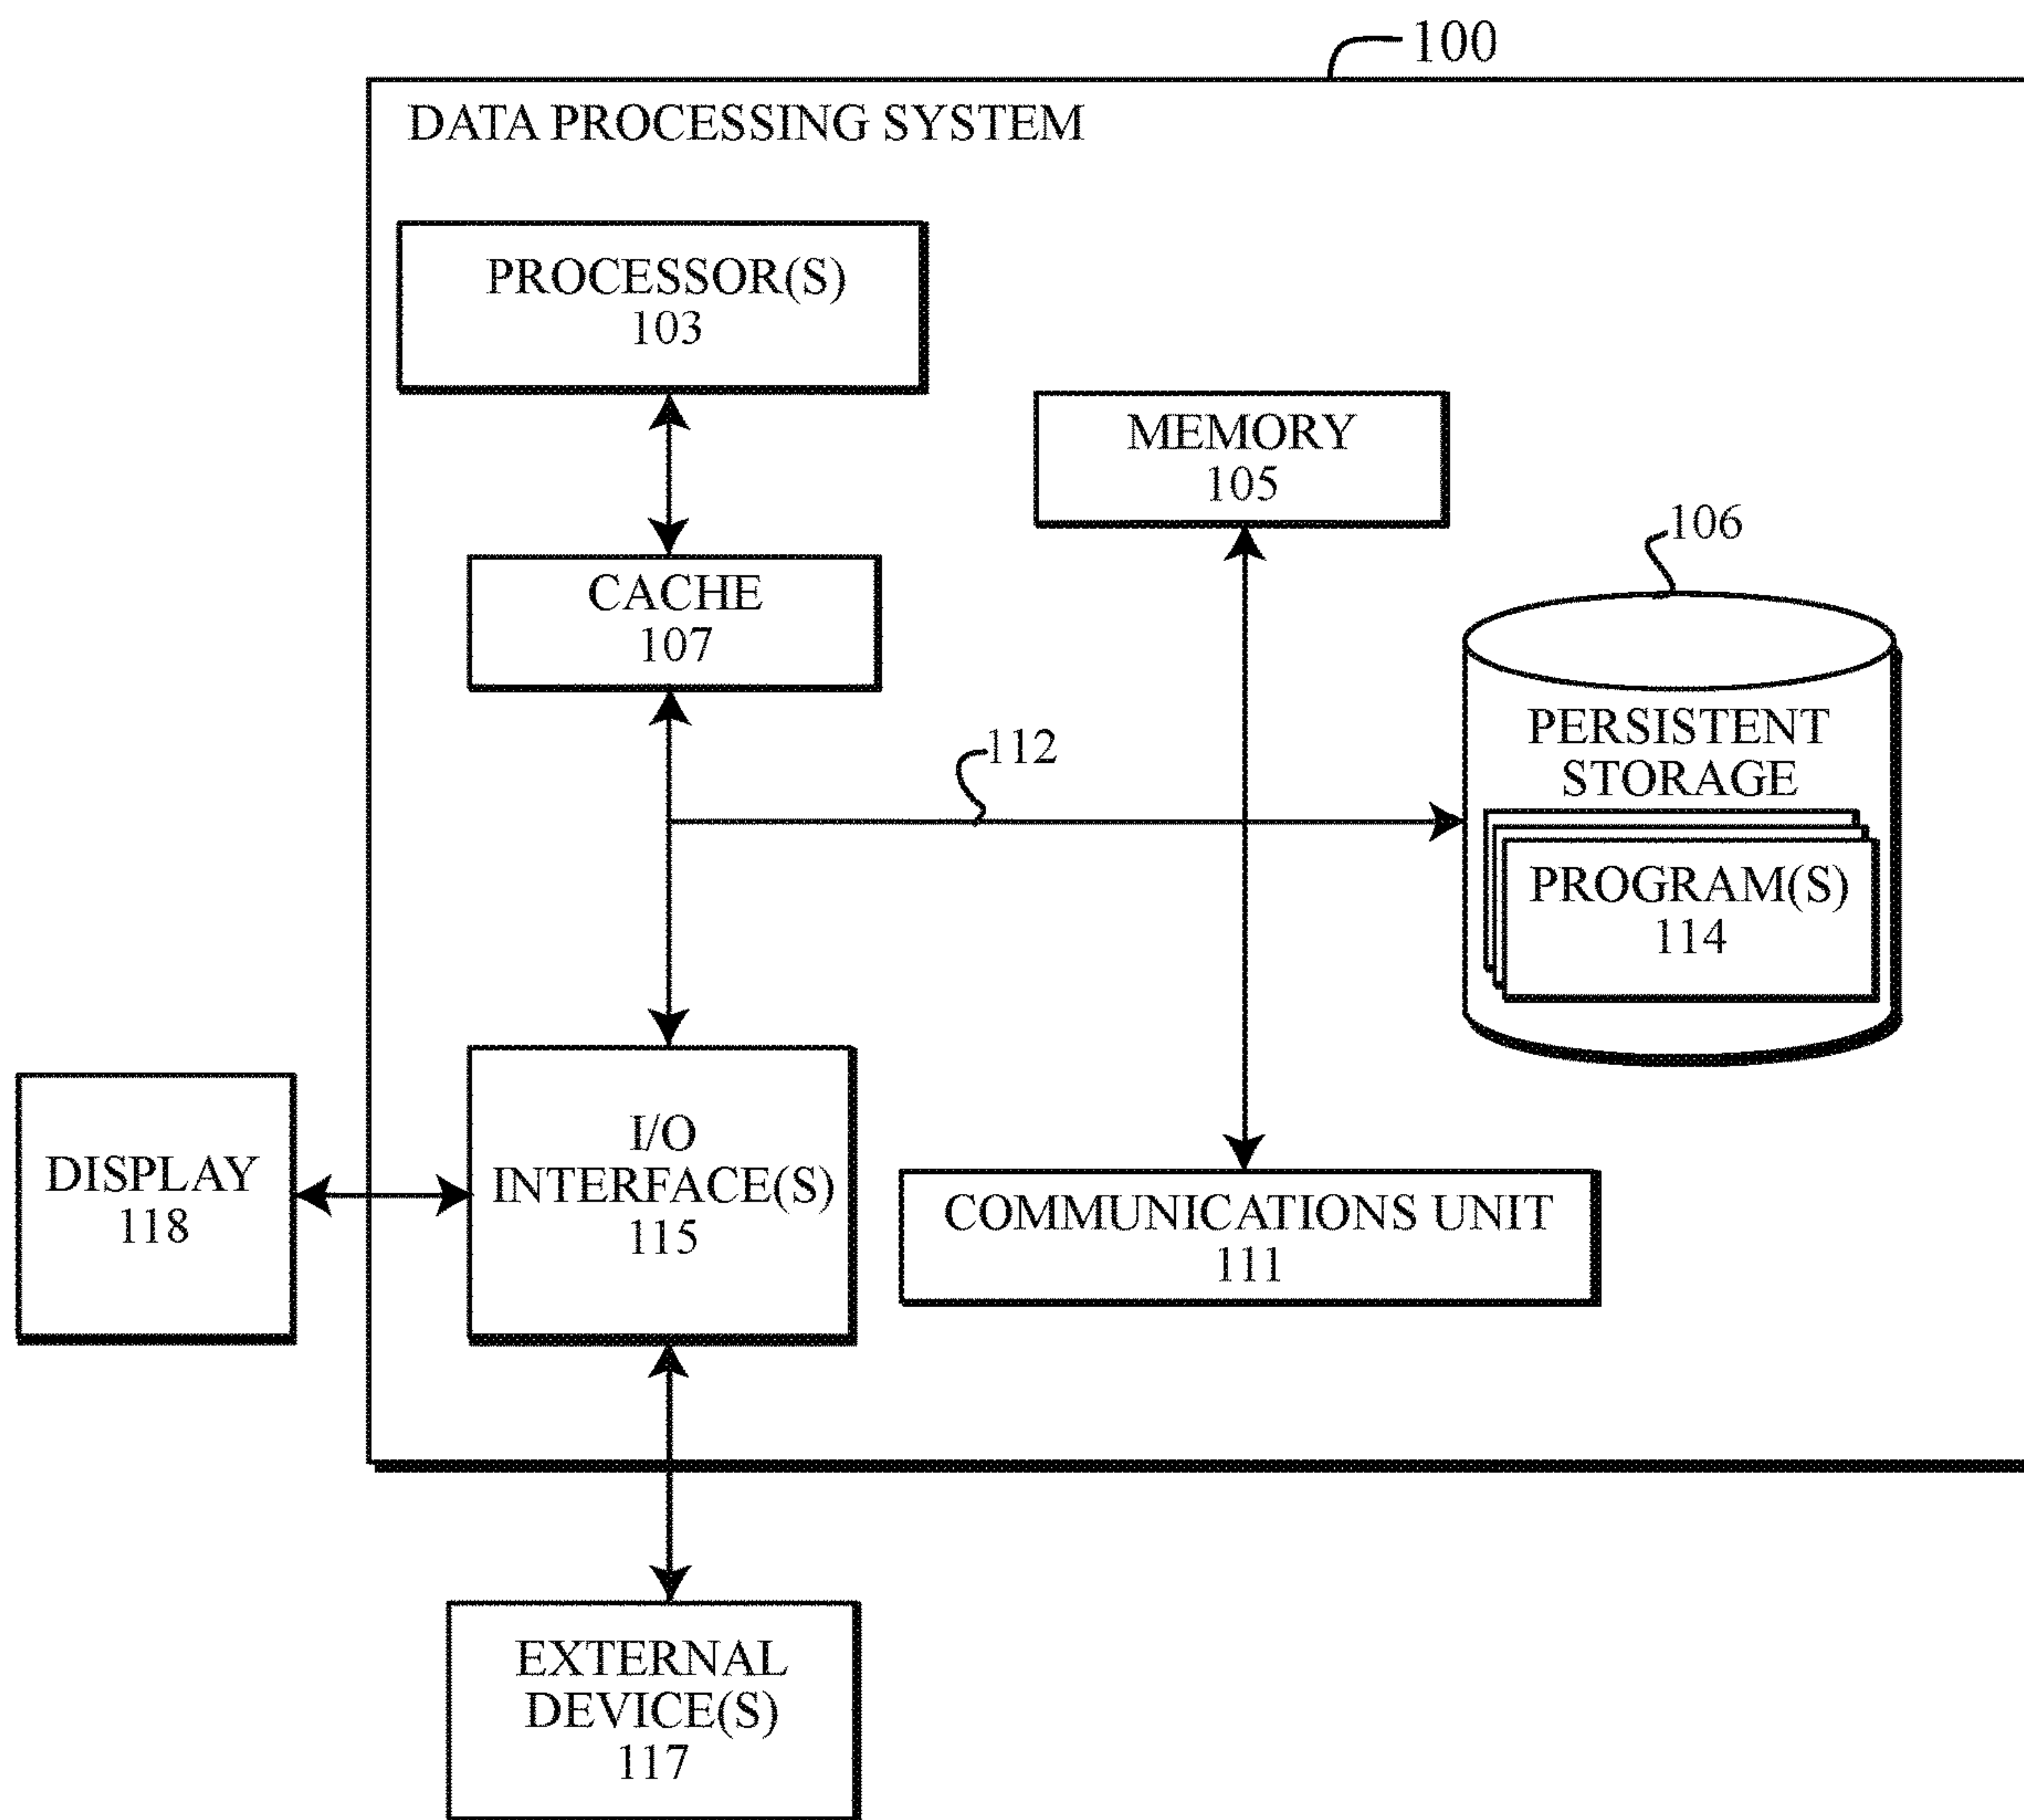 100
DATA PROCESSING SYSTEM
PROCESSOR(S)
103
MEMORY
105
106
CACHE
107
112
PERSISTENT
STORAGE
PROGRAM(S)
114
I/O
INTERFACE(S)
115
DISPLAY
118
COMMUNICATIONS UNIT
111
EXTERNAL
DEVICE(S)
117